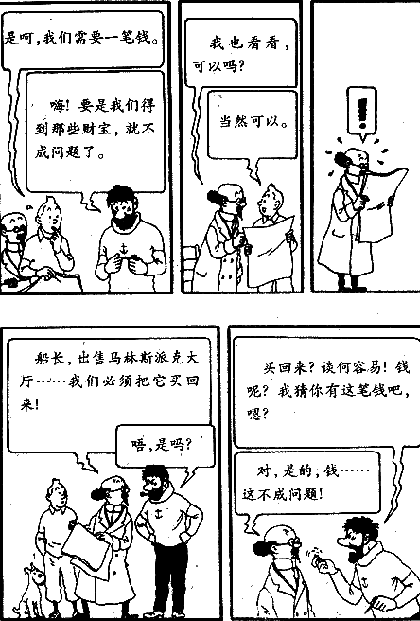 是呵,我们需要一笔钱。
嗨! 要是我们得
到那些财宝, 就不
成问题了。
我也看看,
可以吗?
当然可以。
船长, 出售马林斯派克大
厅……我们必须把它买回
来!
唔,是吗?
买回来? 谈何容易! 钱
呢? 我猜你有这笔钱吧,
嗯?
对, 是的, 钱……
这不成问题!